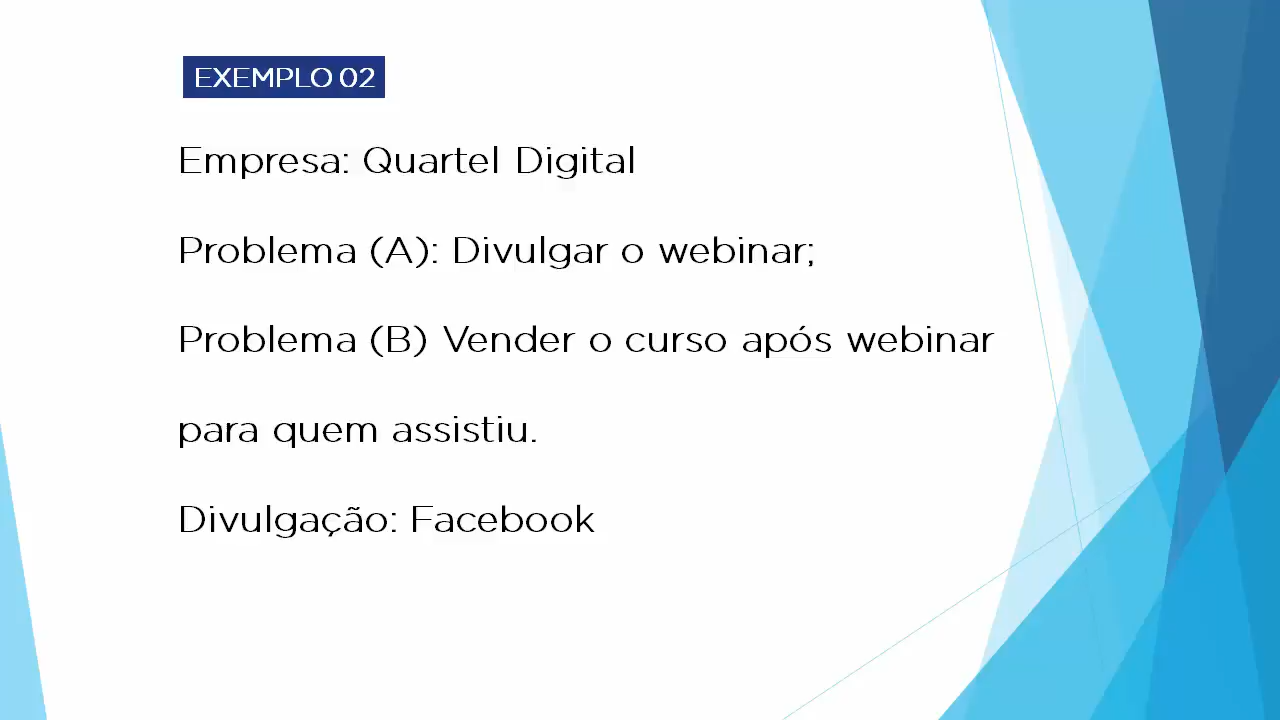 EXEMPLO 02
Empresa: Quartel Digital
Problema (A): Divulgar o webinar;
Problema (B) Vender o curso após webinar
para quem assistiu.
Divulgação: Facebook